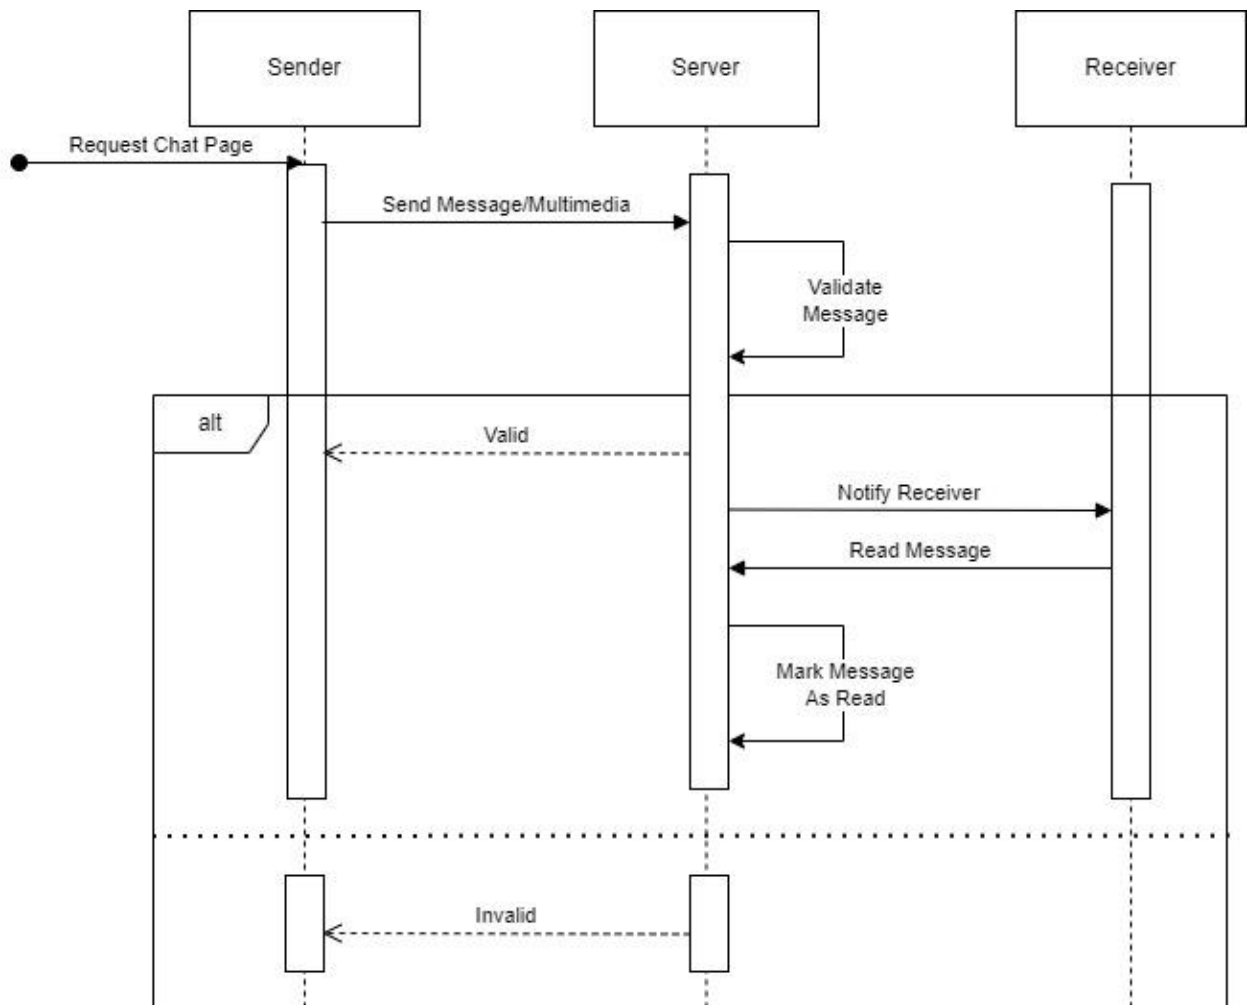 Sender
Server
Receiver
Request Chat Page
Send Message/Multimedia
Validate
Message
alt
Valid
Notify Receiver
Read Message
Mark Message
As Read
Invalid